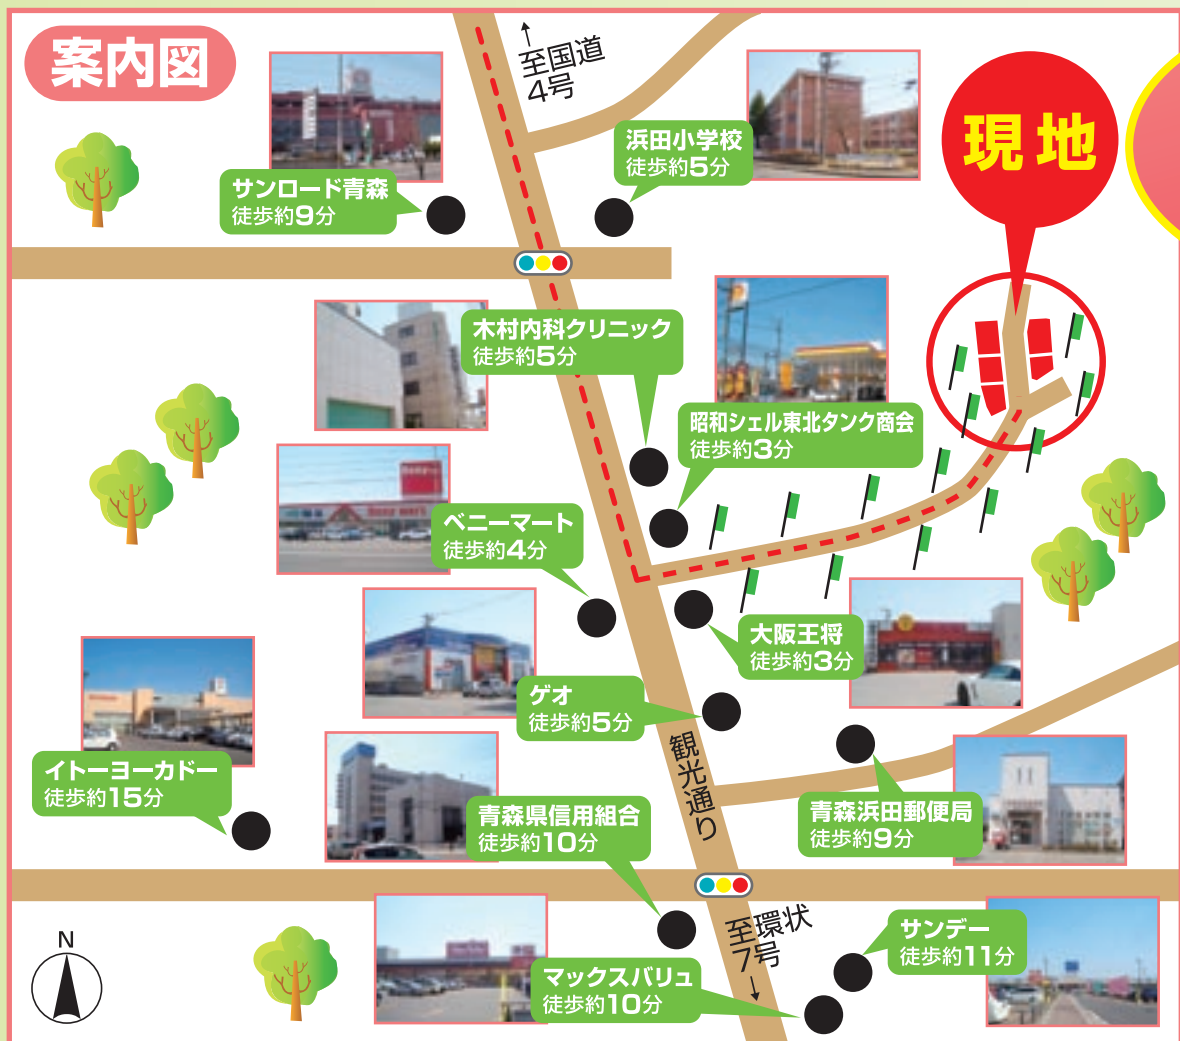 案内図
至国道
4号
浜田小学校
徒歩約5分
現地
サンロード青森
徒歩約9分
木村内科クリニック
徒歩約5分
昭和シェル東北タンク商会
徒歩約3分
ベニーマート
徒歩約4分
大阪王将
徒歩約3分
ゲオ
徒歩約5分
観光通り
イトーヨーカドー
徒歩約15分
青森県信用組合
徒歩約10分
青森浜田郵便局
徒歩約9分
至環状
7号
サンデー
徒歩約11分
マックスバリュ
徒歩約10分
N